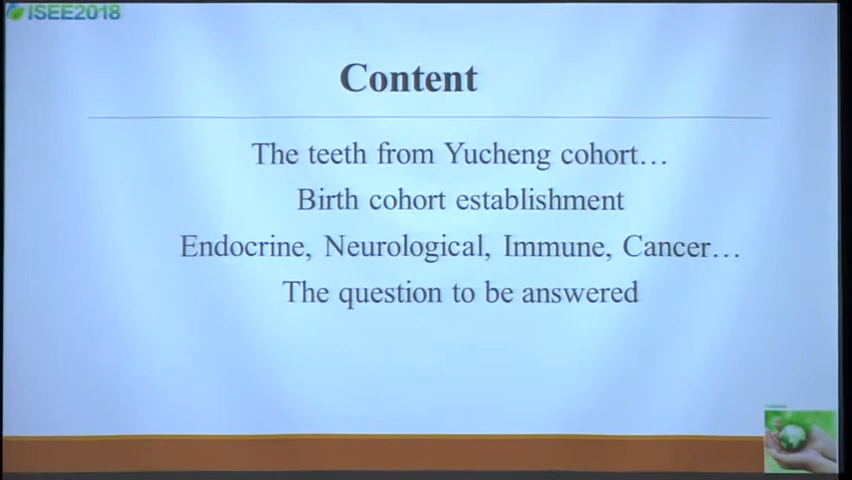 ISEE2018
Content
The teeth from Yucheng cohort…
Birth cohort establishment
Endocrine, Neurological, Immune, Cancer…
The question to be answered